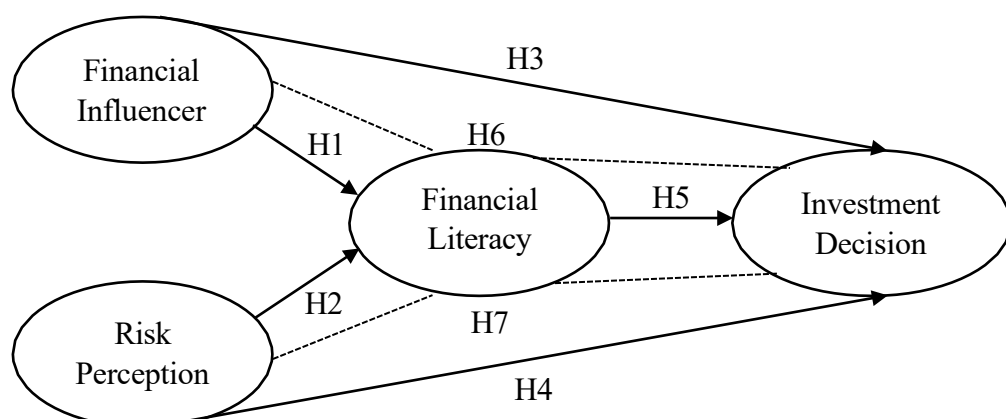 H3
Financial
Influencer
H1
H6
Financial
Literacy
H5
Investment
Decision
H2
H7
Risk
Perception
H4